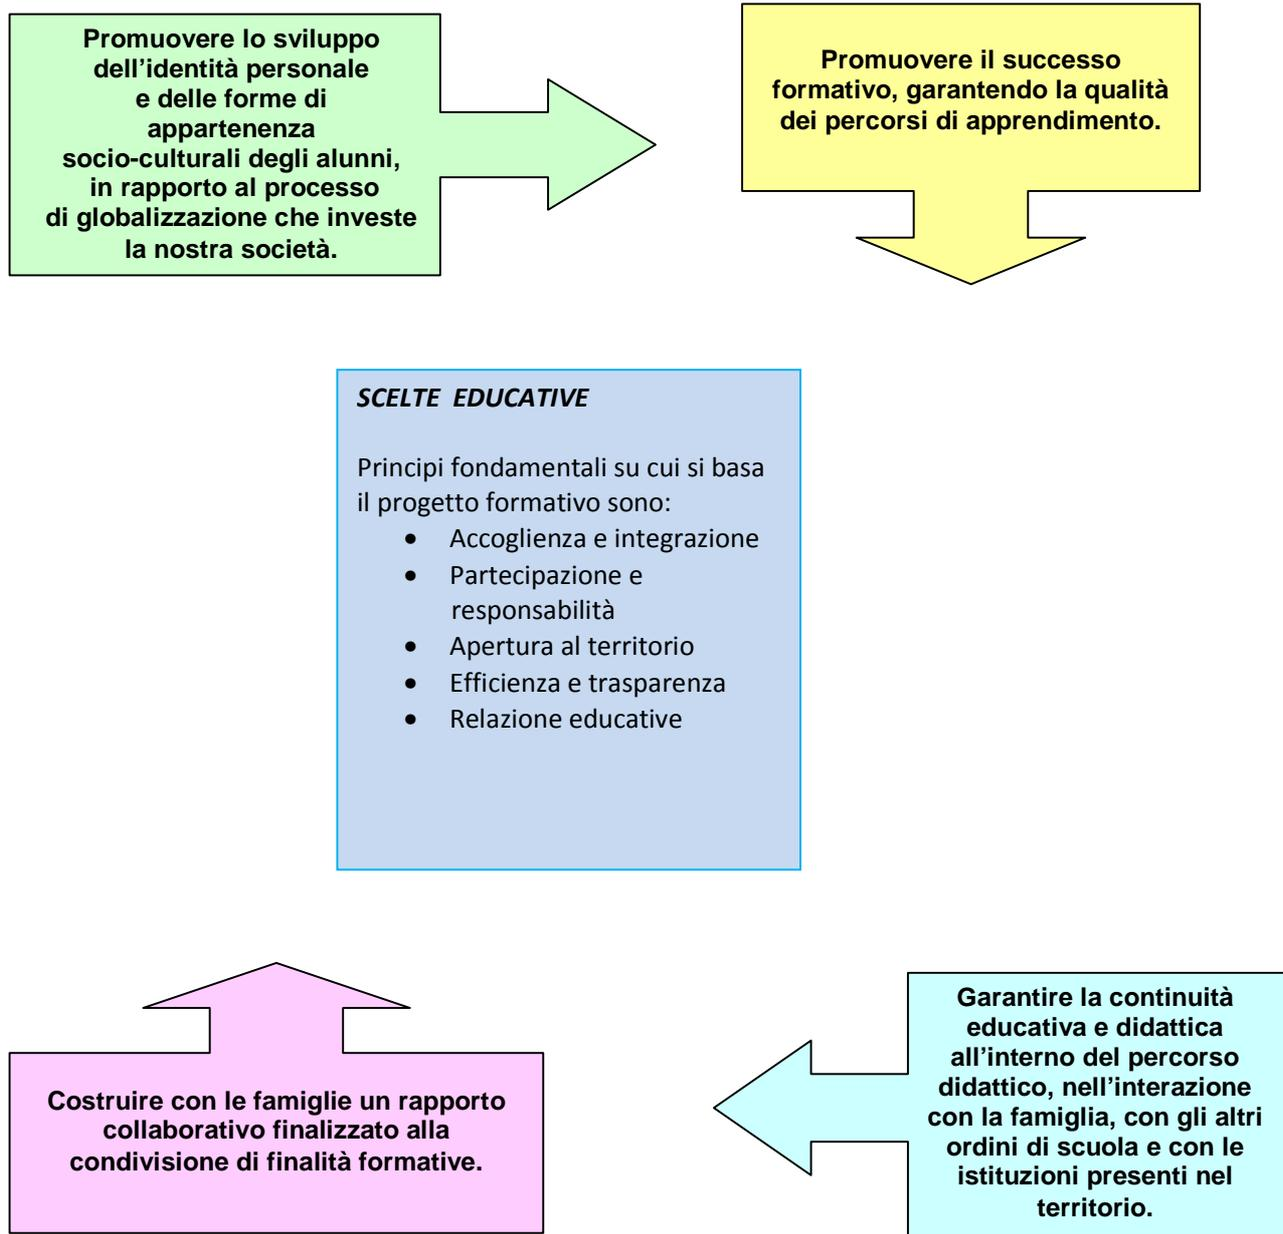 Promuovere lo sviluppo
dell’identità personale
e delle forme di
appartenenza
socio-culturali degli alunni,
in rapporto al processo
di globalizzazione che investe
la nostra società.
Promuovere il successo
formativo, garantendo la qualità
dei percorsi di apprendimento.
SCELTE EDUCATIVE
Principi fondamentali su cui si basa
il progetto formativo sono:
• Accoglienza e integrazione
• Partecipazione e
responsabilità
• Apertura al territorio
• Efficienza e trasparenza
• Relazione educative
Costruire con le famiglie un rapporto
collaborativo finalizzato alla
condivisione di finalità formative.
Garantire la continuità
educativa e didattica
all’interno del percorso
didattico, nell’interazione
con la famiglia, con gli altri
ordini di scuola e con le
istituzioni presenti nel
territorio.